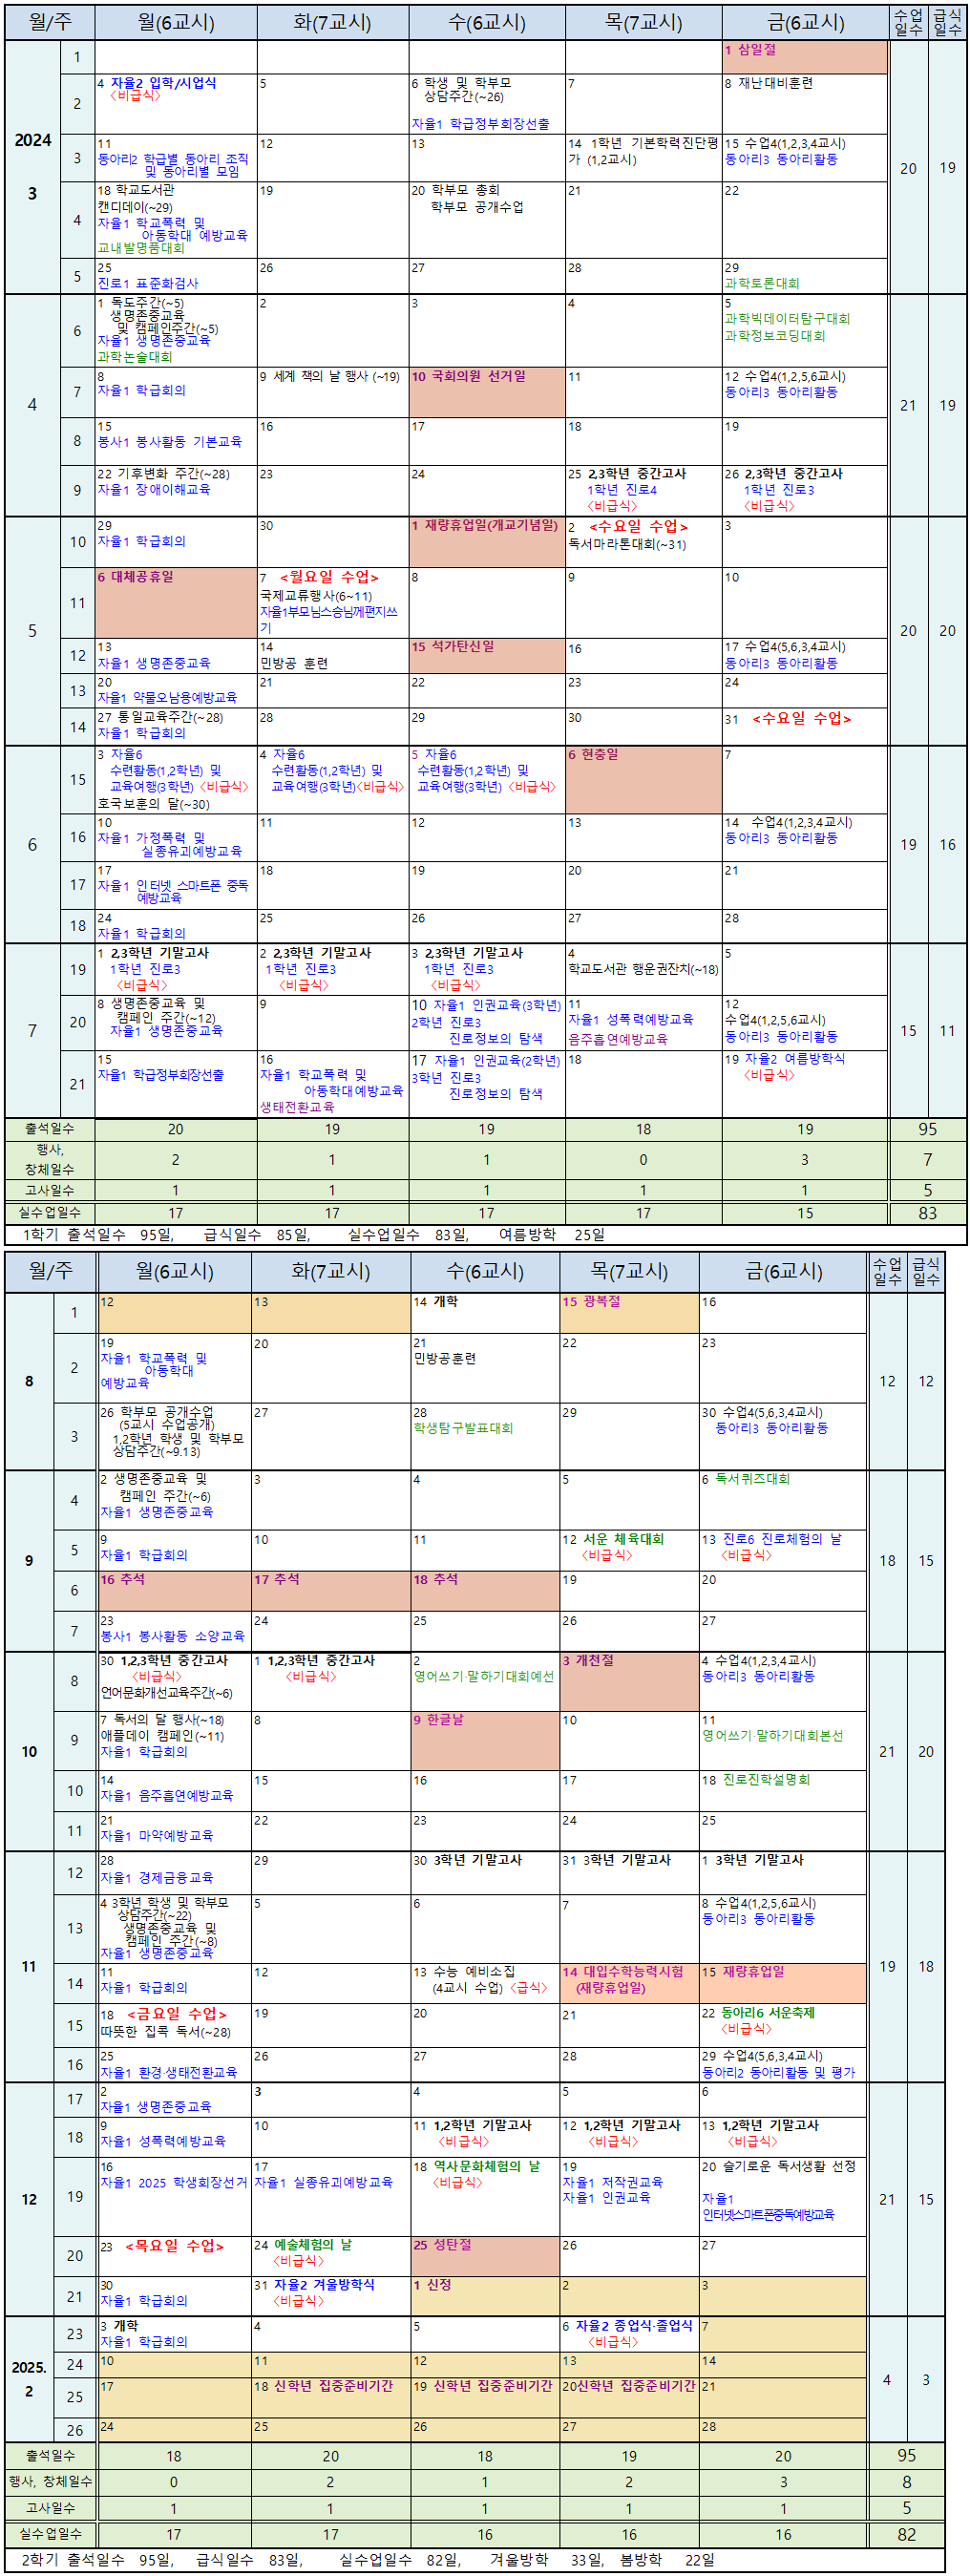 월/주 월(6교시) 화(7교시) 수(6교시) 목(7교시) 금(6교시) 수업일수 급식일수
2024
3
20 19
1 1 삼일절
2 4 자율2 입학/시업식 5 6 학생 및 학부모 7 8 재난대비훈련
<비급식> 상담주간(~26)
자율1 학급정부회장선출
3 11 12 13 14 1학년 기본학력진단평 15 수업4(1,2,3,4교시)
동아리2 학급별 동아리 조직 가 (1,2교시) 동아리3 동아리활동
및 동아리별 모임
4 18 학교도서관 19 20 학부모 총회 21 22
캔디데이(~29) 학부모 공개수업
자율1 학교폭력 및
아동학대 예방교육
교내발명품대회
5 25 26 27 28 29
진로1 표준화검사 과학토론대회
4 21 19
6 1 독도주간(~5) 2 3 4 5
생명존중교육 과학빅데이터탐구대회
및 캠페인주간(~5) 과학정보코딩대회
자율1 생명존중교육
과학논술대회
7 8 9 세계 책의 날 행사 (~19) 10 국회의원 선거일 11 12 수업4(1,2,5,6교시)
자율1 학급회의 동아리3 동아리활동
8 15 16 17 18 19
봉사1 봉사활동 기본교육
9 22 기후변화 주간(~28) 23 24 25 2,3학년 중간고사 26 2,3학년 중간고사
자율1 장애이해교육 1학년 진로4 1학년 진로3
<비급식> <비급식>
5 20 20
10 29 30 1 재량휴업일(개교기념일) 2 <수요일 수업> 3
자율1 학급회의 독서마라톤대회(~31)
11 6 대체공휴일 7 <월요일 수업> 8 9 10
국제교류행사(6~11)
자율1부모님스승님께편지쓰
기
12 13 14 15 석가탄신일 16 17 수업4(5,6,3,4교시)
자율1 생명존중교육 민방공 훈련 동아리3 동아리활동
13 20 21 22 23 24
자율1 약물오남용예방교육
14 27 통일교육주간(~28) 28 29 30 31 <수요일 수업>
자율1 학급회의
6 19 16
15 3 자율6 4 자율6 5 자율6 6 현충일 7
수련활동(1,2학년) 및 수련활동(1,2학년) 및 수련활동(1,2학년) 및
교육여행(3학년) <비급식> 교육여행(3학년)<비급식> 교육여행(3학년) <비급식>
호국보훈의 달(~30)
16 10 11 12 13 14 수업4(1,2,3,4교시)
자율1 가정폭력 및 동아리3 동아리활동
실종유괴예방교육
17 17 18 19 20 21
자율1 인터넷 스마트폰 중독
예방교육
18 24 25 26 27 28
자율1 학급회의
7 15 11
19 1 2,3학년 기말고사 2 2,3학년 기말고사 3 2,3학년 기말고사 4 5
1학년 진로3 1학년 진로3 1학년 진로3 학교도서관 행운권잔치(~18)
<비급식> <비급식> <비급식>
20 8 생명존중교육 및 9 10 자율1 인권교육(3학년) 11 12
캠페인 주간(~12) 2학년 진로3 자율1 성폭력예방교육 수업4(1,2,5,6교시)
자율1 생명존중교육 진로정보의 탐색 음주흡연예방교육 동아리3 동아리활동
21 15 16 17 자율1 인권교육(2학년) 18 19 자율2 여름방학식
자율1 학급정부회장선출 자율1 학교폭력 및 3학년 진로3 <비급식>
아동학대예방교육 진로정보의 탐색
생태전환교육
출석일수 20 19 19 18 19 95
행사, 창체일수 2 1 1 0 3 7
고사일수 1 1 1 1 1 5
실수업일수 17 17 17 17 15 83
1학기 출석일수 95일, 급식일수 85일, 실수업일수 83일, 여름방학 25일
월/주 월(6교시) 화(7교시) 수(6교시) 목(7교시) 금(6교시) 수업일수 급식일수
8 12 12
1 12 13 14 개학 15 광복절 16
2 19 20 21 22 23
자율1 학교폭력 및 민방공훈련
아동학대
예방교육
3 26 학부모 공개수업 27 28 29 30 수업4(5,6,3,4교시)
(5교시 수업공개) 학생탐구발표대회 동아리3 동아리활동
1,2학년 학생 및 학부모
상담주간(~9.13)
9 18 15
4 2 생명존중교육 및 3 4 5 6 독서퀴즈대회
캠페인 주간(~6)
자율1 생명존중교육
5 9 10 11 12 서운 체육대회 13 진로6 진로체험의 날
자율1 학급회의 <비급식> <비급식>
6 16 추석 17 추석 18 추석 19 20
7 23 24 25 26 27
봉사1 봉사활동 소양교육
10 21 20
8 30 1,2,3학년 중간고사 1 1,2,3학년 중간고사 2 3 개천절 4 수업4(1,2,3,4교시)
<비급식> <비급식> 영어쓰기·말하기대회예선 동아리3 동아리활동
언어문화개선교육주간(~6)
9 7 독서의 달 행사(~18) 8 9 한글날 10 11
애플데이 캠페인(~11) 영어쓰기·말하기대회본선
자율1 학급회의
10 14 15 16 17 18 진로진학설명회
자율1 음주흡연예방교육
11 21 22 23 24 25
자율1 마약예방교육
11 19 18
12 28 29 30 3학년 기말고사 31 3학년 기말고사 1 3학년 기말고사
자율1 경제금융교육
13 4 3학년 학생 및 학부모 5 6 7 8 수업4(1,2,5,6교시)
상담주간(~22) 동아리3 동아리활동
생명존중교육 및
캠페인 주간(~8)
자율1 생명존중교육
14 11 12 13 수능 예비소집 14 대입수학능력시험 15 재량휴업일
자율1 학급회의 (4교시 수업) <급식> (재량휴업일)
15 18 <금요일 수업> 19 20 21 22 동아리6 서운축제
따뜻한 집콕 독서(~28) <비급식>
16 25 26 27 28 29 수업4(5,6,3,4교시)
자율1 환경·생태전환교육 동아리2 동아리활동 및 평가
12 21 15
17 2 3 4 5 6
자율1 생명존중교육
18 9 10 11 1,2학년 기말고사 12 1,2학년 기말고사 13 1,2학년 기말고사
자율1 성폭력예방교육 <비급식> <비급식> <비급식>
19 16 17 18 역사문화체험의 날 19 20 슬기로운 독서생활 선정
자율1 2025 학생회장선거 자율1 실종유괴예방교육 <비급식> 자율1 저작권교육
자율1 인권교육 자율1
인터넷스마트폰중독예방교육
20 23 <목요일 수업> 24 예술체험의 날 25 성탄절 26 27
<비급식>
21 30 31 자율2 겨울방학식 1 신정 2 3
자율1 학급회의 <비급식>
2025.
2
4 3
23 3 개학 4 5 6 자율2 종업식·졸업식 7
자율1 학급회의 <비급식>
24 10 11 12 13 14
25 17 18 신학년 집중준비기간 19 신학년 집중준비기간 20신학년 집중준비기간 21
26 24 25 26 27 28
출석일수 18 20 18 19 20 95
행사, 창체일수 0 2 1 2 3 8
고사일수 1 1 1 1 1 5
실수업일수 17 17 16 16 16 82
2학기 출석일수 95일, 급식일수 83일, 실수업일수 82일, 겨울방학 33일, 봄방학 22일